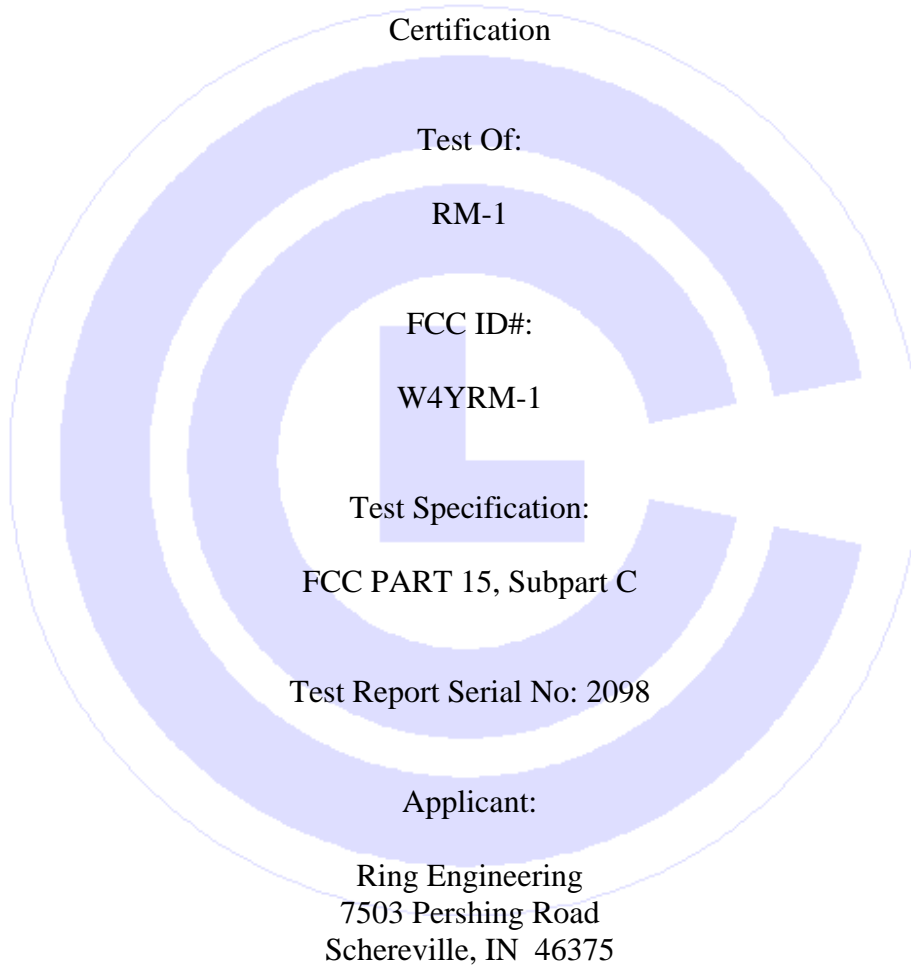 Certification
Test Of:
RM-1
FCC ID#:
W4YRM-1
Test Specification:
FCC PART 15, Subpart C
Test Report Serial No: 2098
Applicant:
Ring Engineering
7503 Pershing Road
Schereville, IN  46375